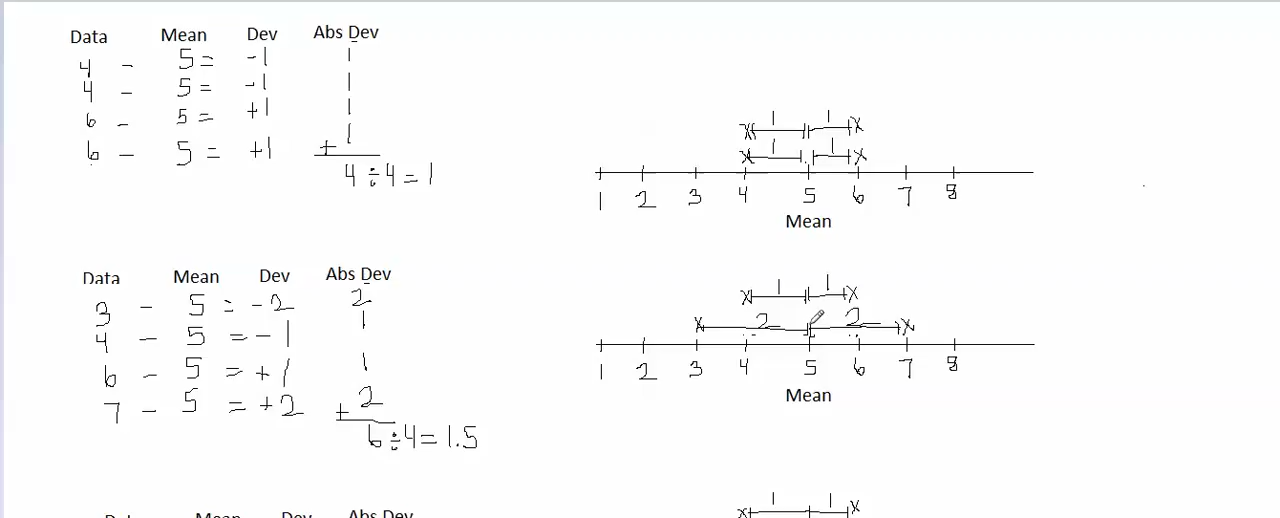 Data Mean Dev Abs Dev
4 - 5 = -1 1
4 - 5 = -1 1
6 - 5 = +1 1
6 - 5 = +1 + 1
4 ÷ 4 = 1
1 1
1 1
1 2 3 4 5 6 7 8
Mean
Data Mean Dev Abs Dev
3 - 5 = -2 2
4 - 5 = -1 1
6 - 5 = +1 1
7 - 5 = +2 + 2
6 ÷ 4 = 1.5
1 1
2 2
1 2 3 4 5 6 7 8
Mean
Data Mean Dev Abs Dev
1 1